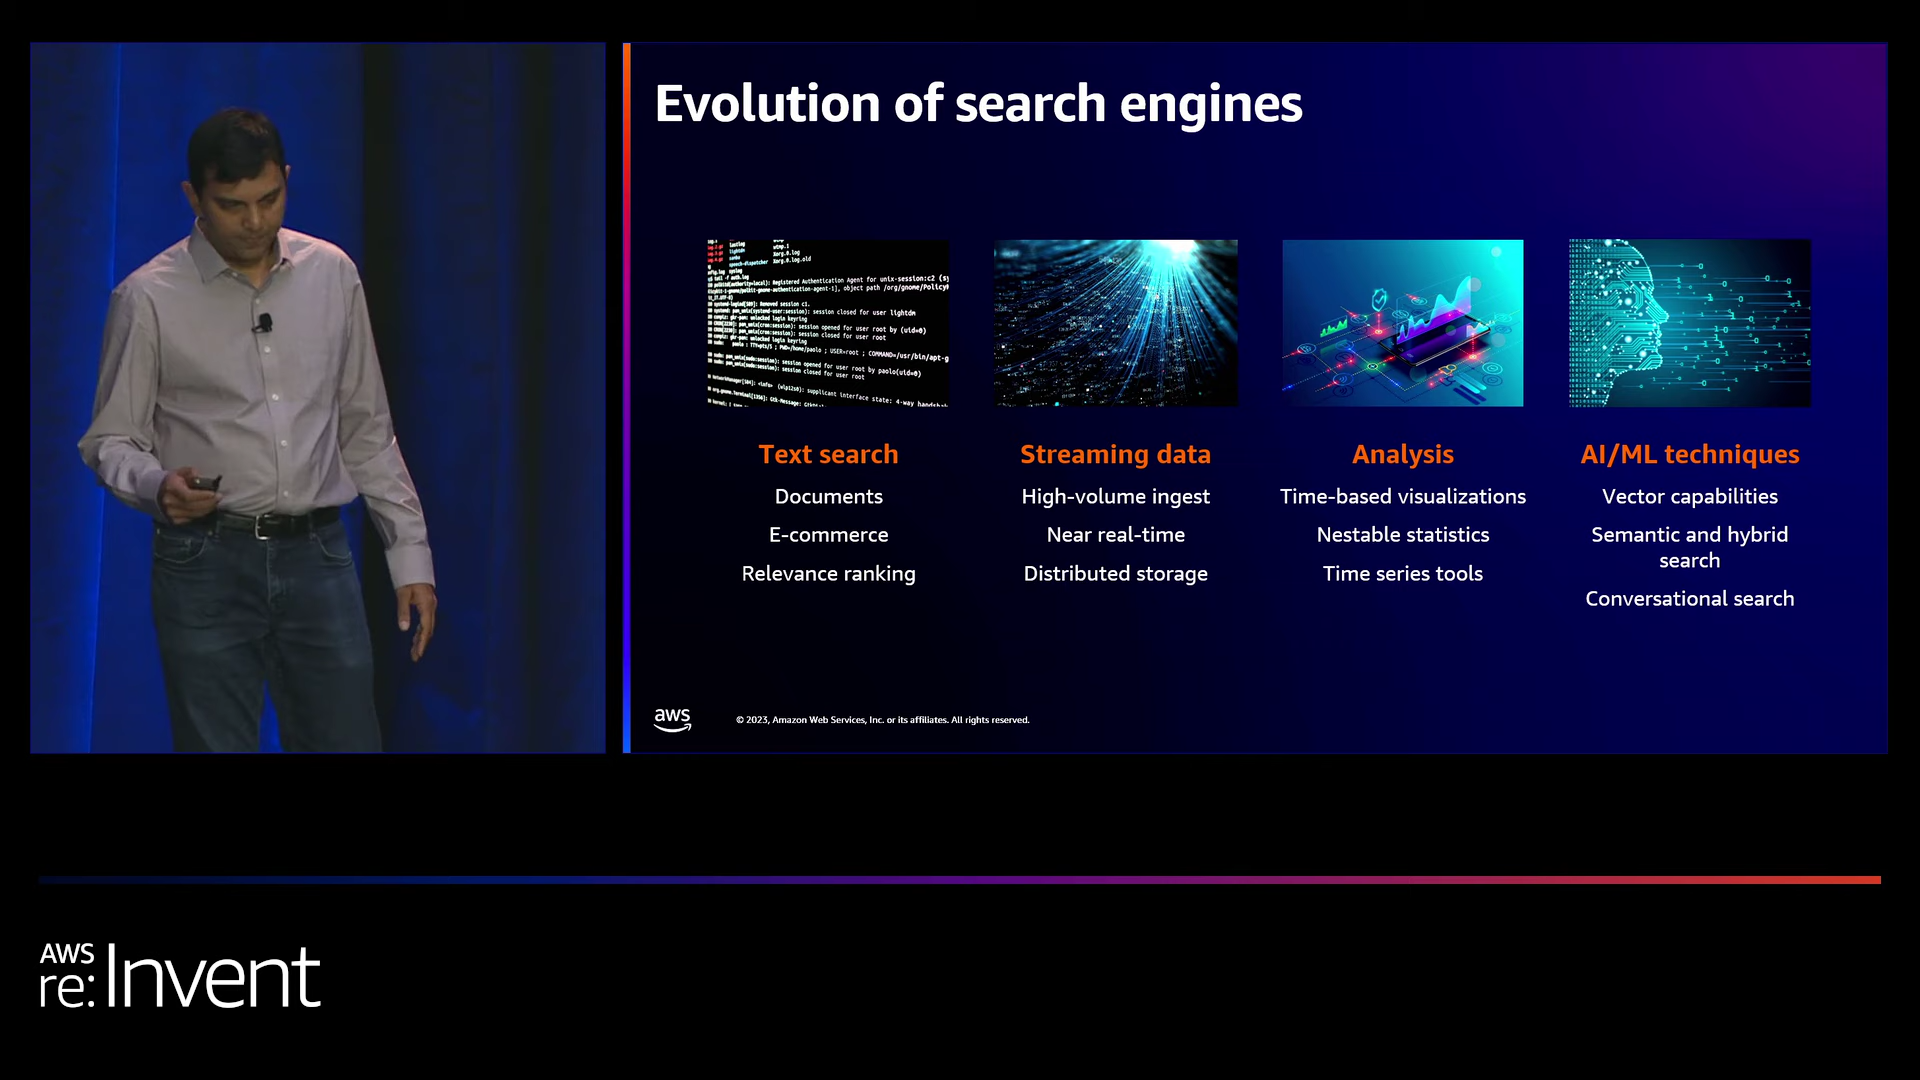 Evolution of search engines
Text search
Documents
E-commerce
Relevance ranking
Streaming data
High-volume ingest
Near real-time
Distributed storage
Analysis
Time-based visualizations
Nestable statistics
Time series tools
AI/ML techniques
Vector capabilities
Semantic and hybrid
search
Conversational search
aws
© 2023, Amazon Web Services, Inc. or its affiliates. All rights reserved.
AWS
re:Invent